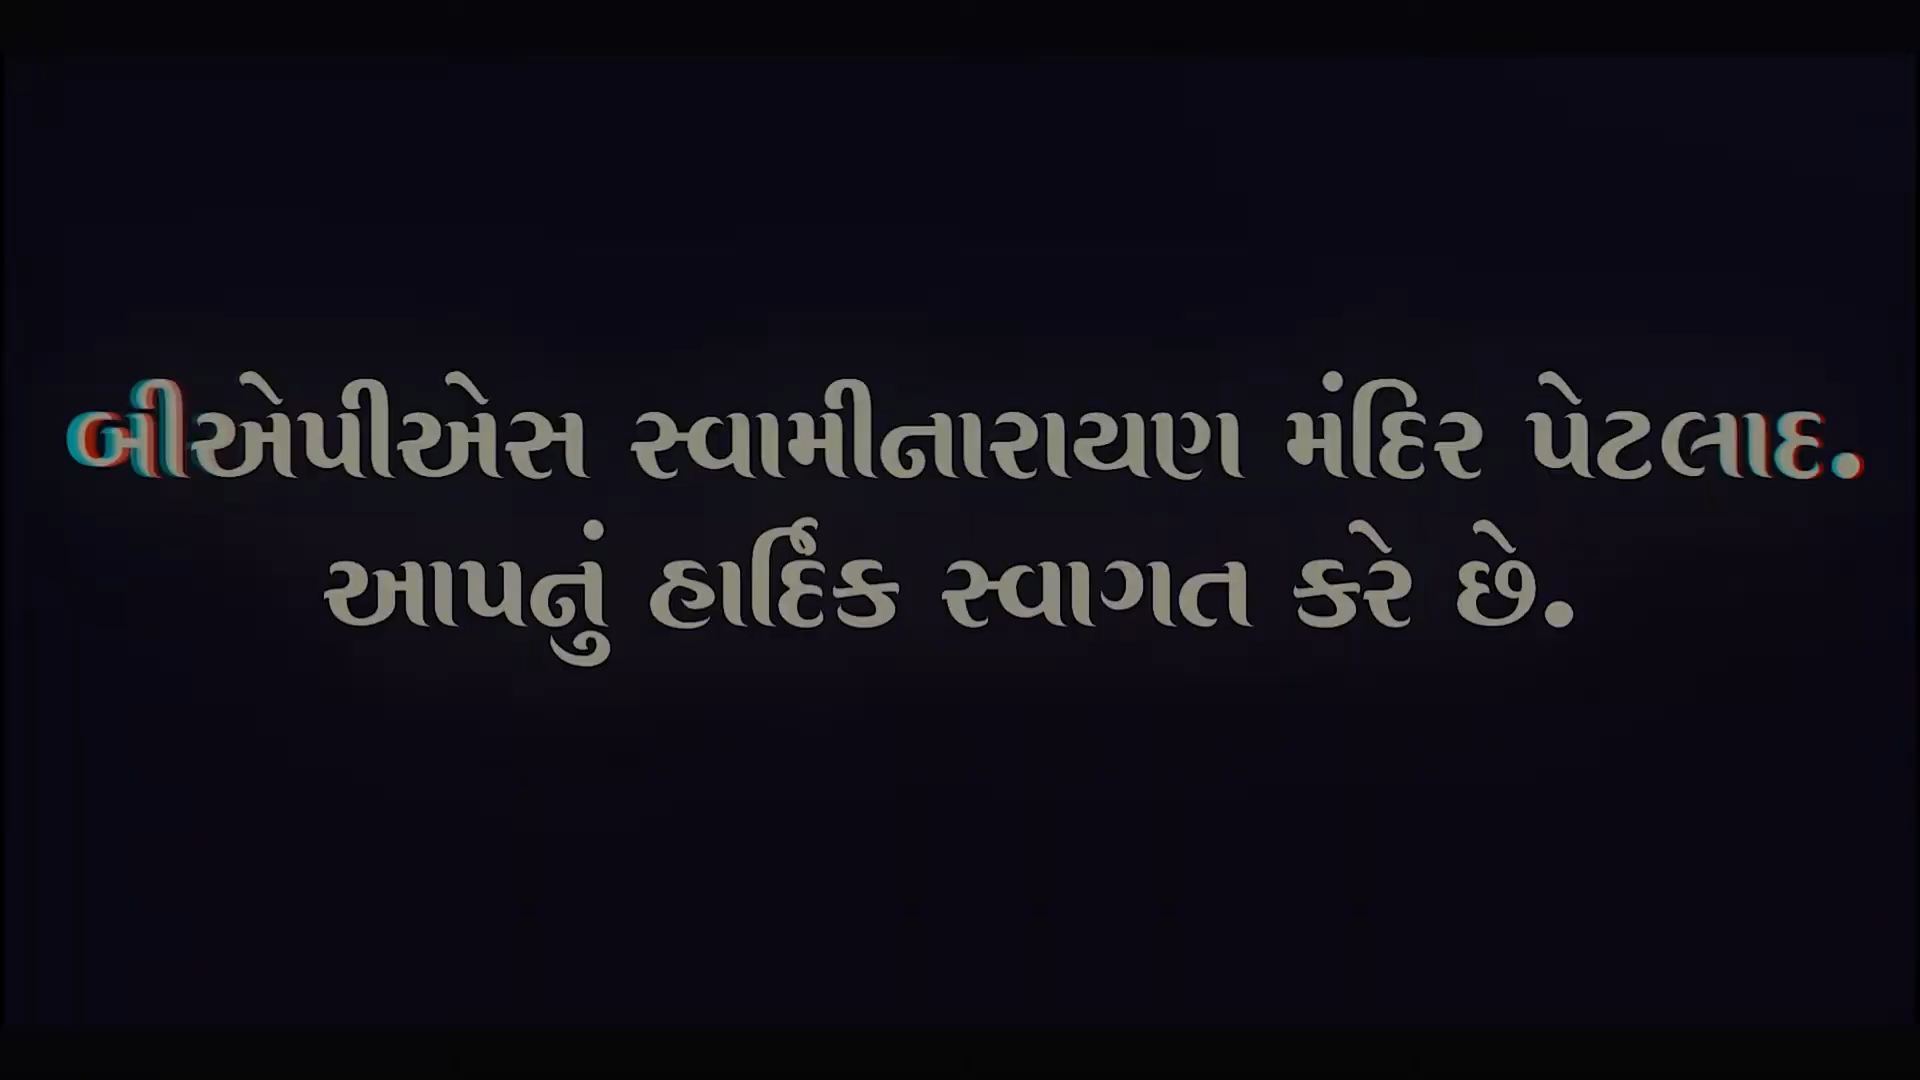 બીએપીએસ સ્વામીનારાયણ મંદિર પેટલાદ.
આપનું હાર્દિંક સ્વાગત કરે છે.